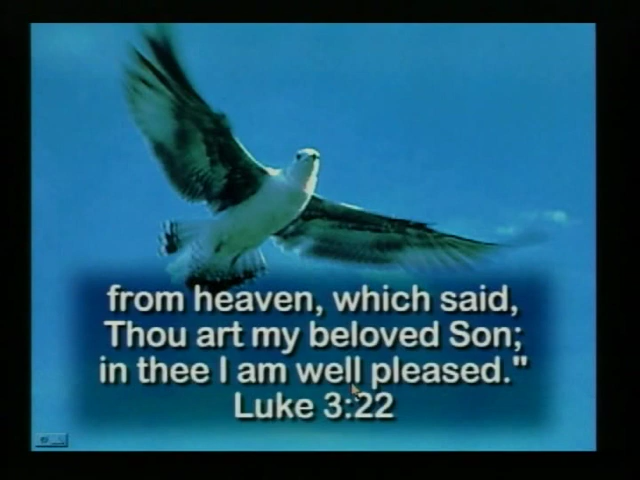 from heaven, which said,
Thou art my beloved Son;
in thee I am well pleased."
Luke 3:22